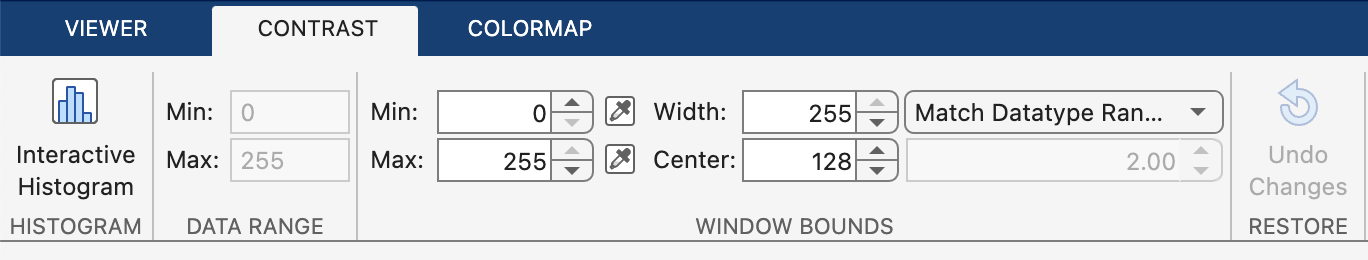 VIEWER CONTRAST COLORMAP
Interactive
Histogram
HISTOGRAM
Min: 0
Max: 255
DATA RANGE
Min: 0 Width: 255 Match Datatype Ran...
Max: 255 Center: 128 2.00
WINDOW BOUNDS
Undo
Changes
RESTORE